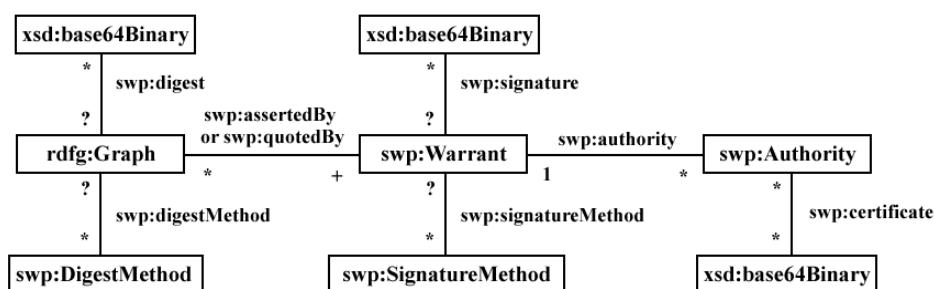 xsd:base64Binary xsd:base64Binary
* *
swp:digest swp:signature
? swp:assertedBy ?
or swp:quotedBy swp:authority
rdfg:Graph swp:Warrant swp:Authority
? * + ? 1 * *
swp:digestMethod swp:signatureMethod swp:certificate
* * *
swp:DigestMethod swp:SignatureMethod xsd:base64Binary